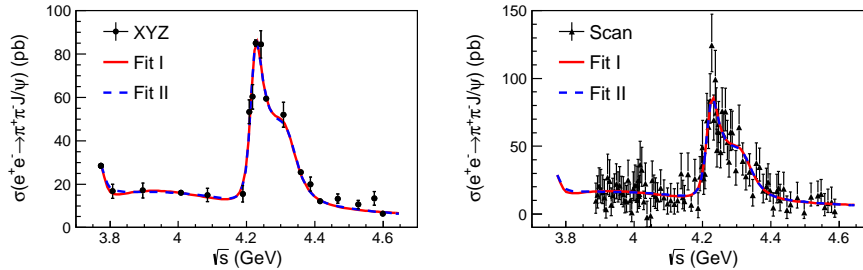 σ(e⁺e⁻→π⁺π⁻J/ψ) (pb)
100
80
60
40
20
0
3.8
4
4.2
4.4
4.6
√s (GeV)
XYZ
Fit I
Fit II
σ(e⁺e⁻→π⁺π⁻J/ψ) (pb)
150
100
50
0
3.8
4
4.2
4.4
4.6
√s (GeV)
Scan
Fit I
Fit II